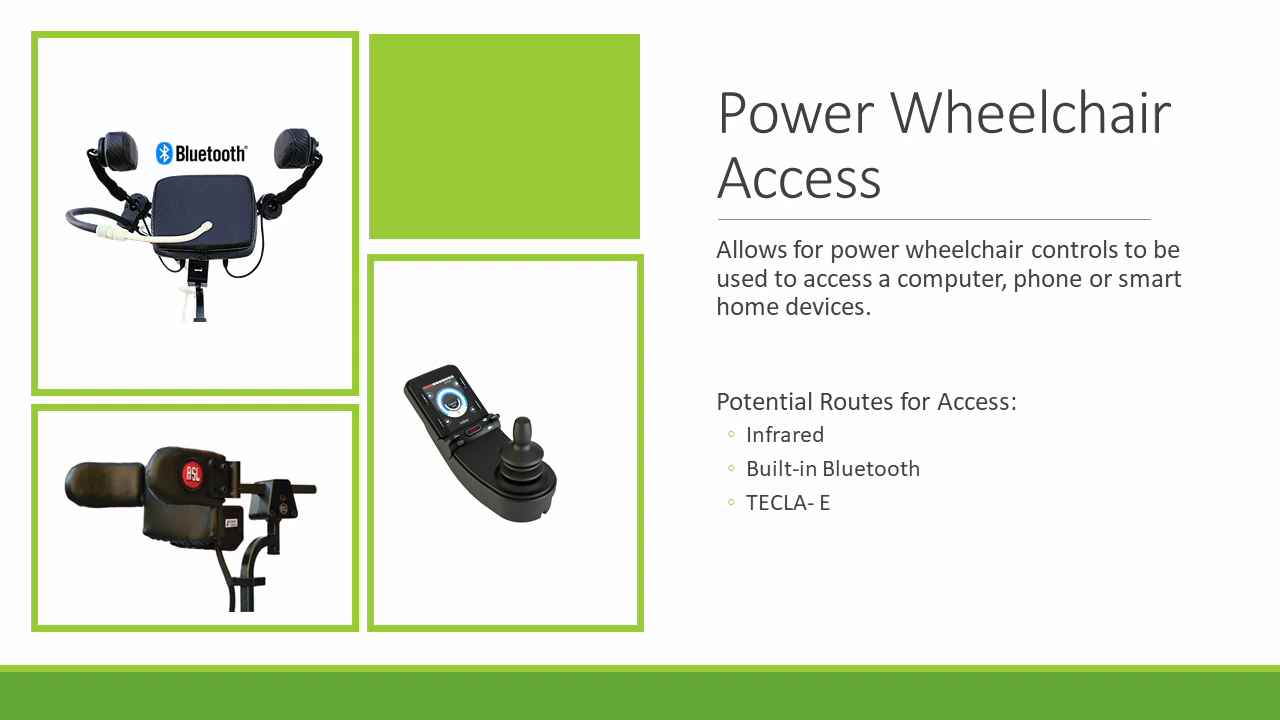 Bluetooth®
ASL
Power Wheelchair
Access
Allows for power wheelchair controls to be
used to access a computer, phone or smart
home devices.
Potential Routes for Access:
◦ Infrared
◦ Built-in Bluetooth
◦ TECLA- E